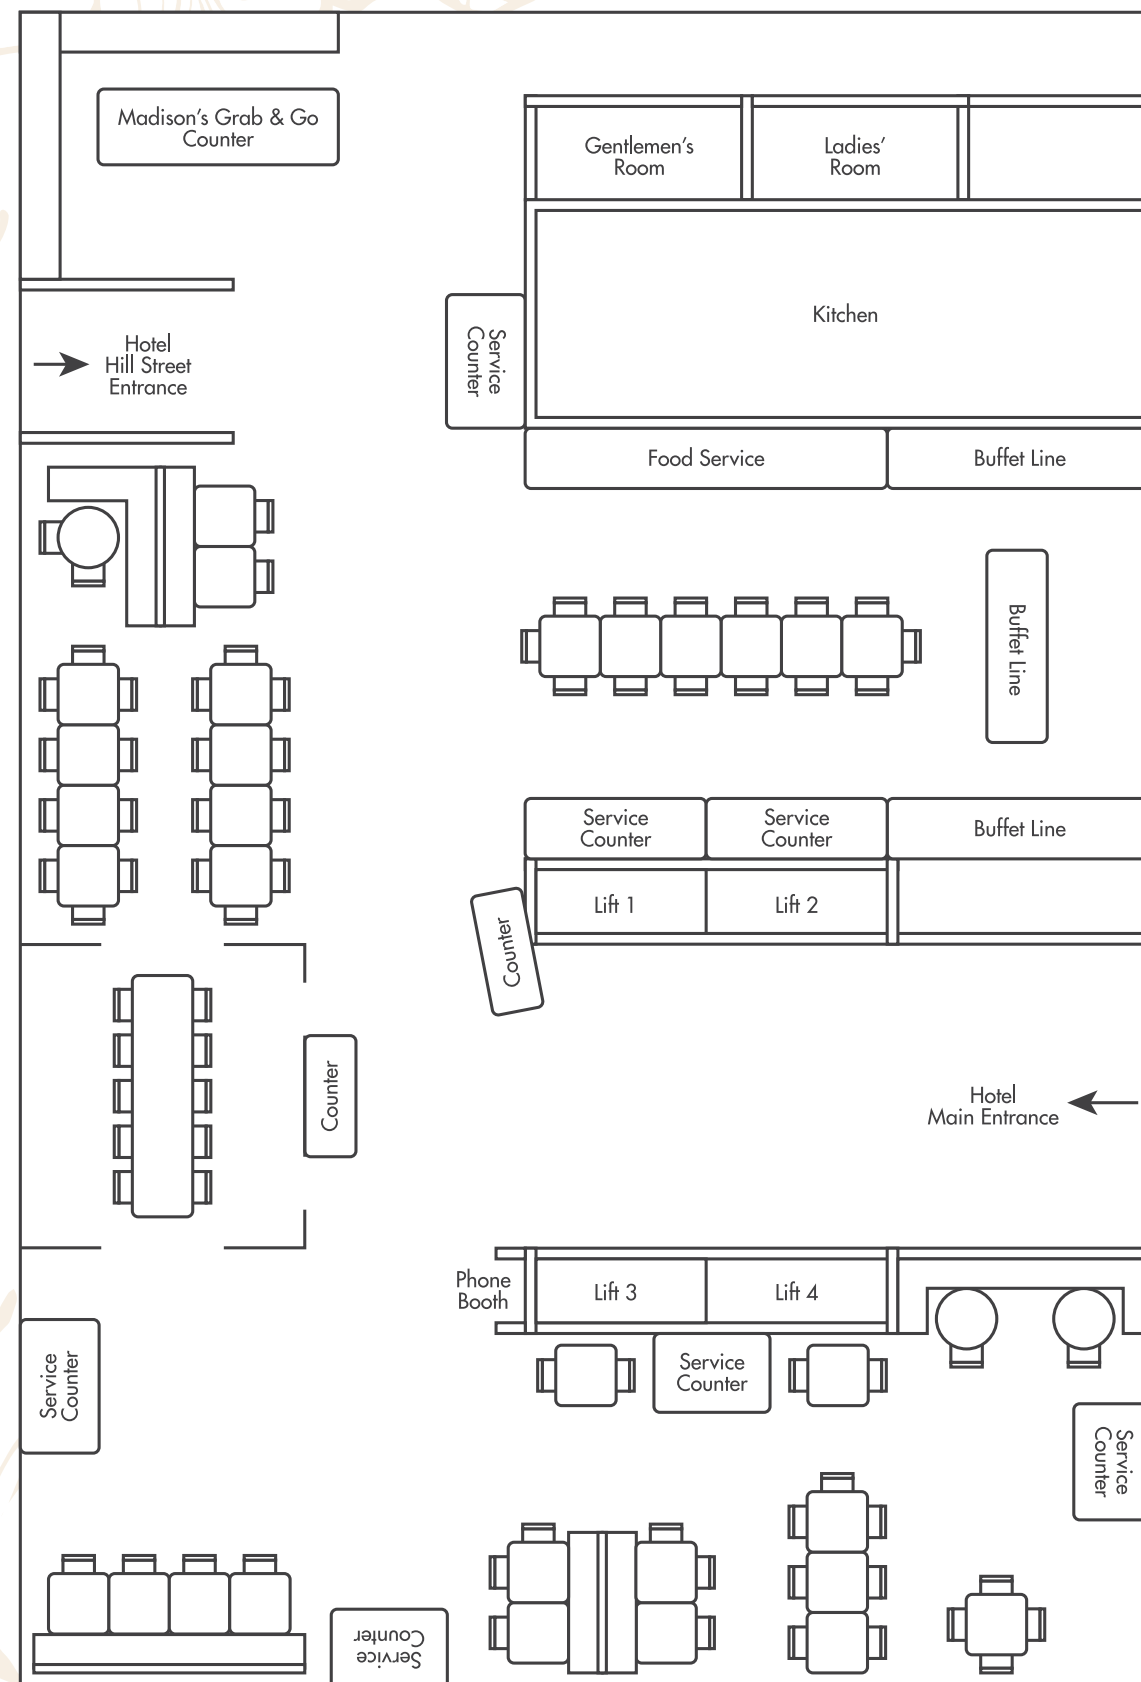 Madison's Grab & Go
Counter
Gentlemen's
Room
Ladies'
Room
Kitchen
Service
Counter
Hotel
Hill Street
Entrance
Food Service
Buffet Line
Buffet Line
Service
Counter
Service
Counter
Buffet Line
Lift 1
Lift 2
Counter
Counter
Hotel
Main Entrance
Phone
Booth
Lift 3
Lift 4
Service
Counter
Service
Counter
Service
Counter
Service
Counter